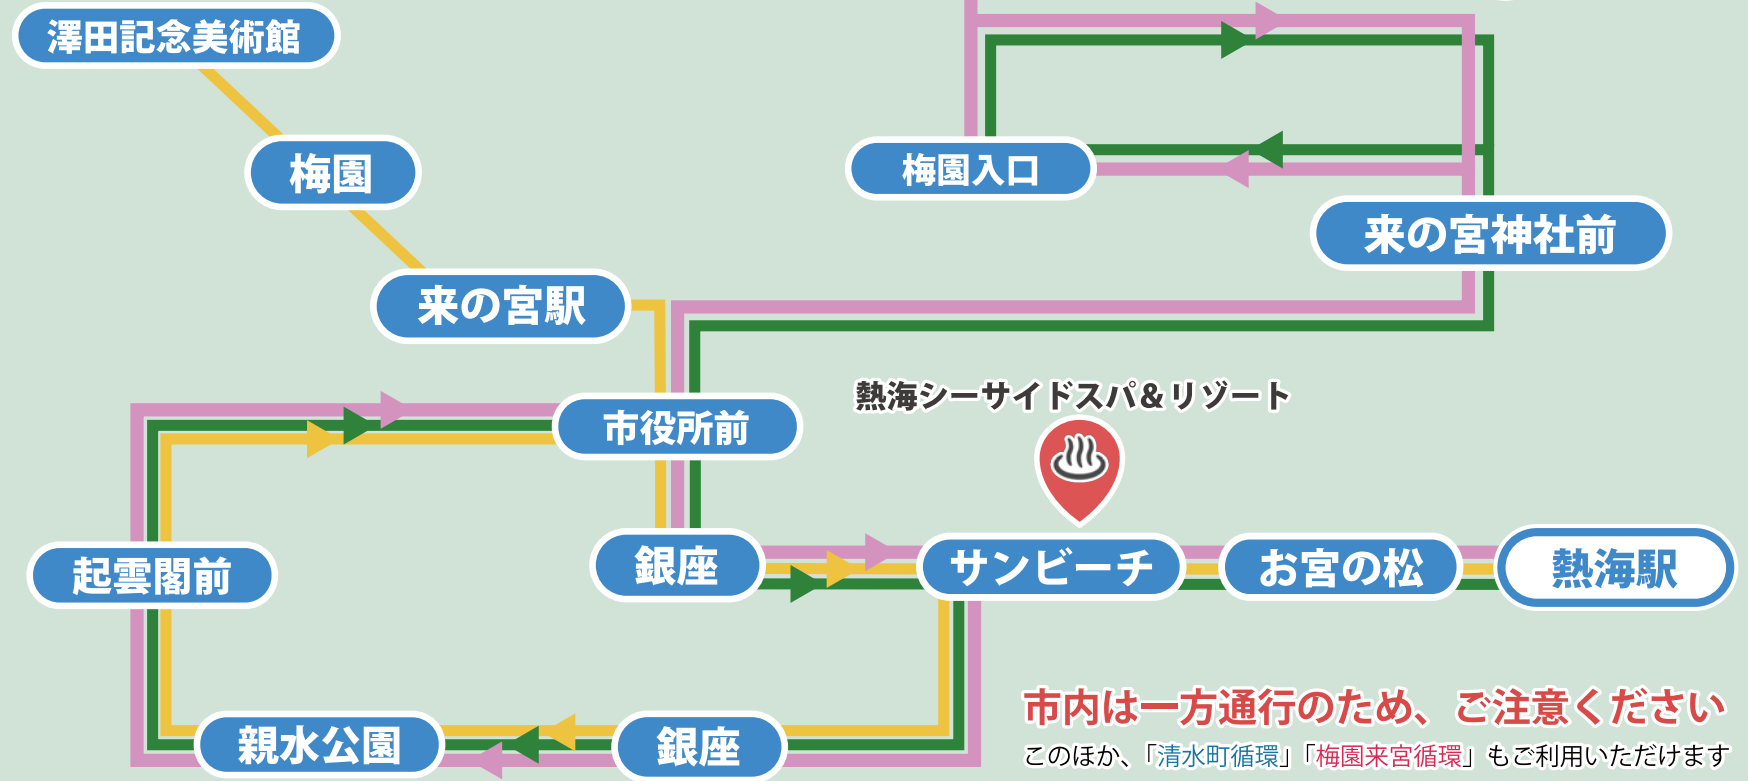 澤田記念美術館
梅園
梅園入口
来の宮神社前
来の宮駅
熱海シーサイドスパ&リゾート
市役所前
起雲閣前
銀座
サンビーチ
お宮の松
熱海駅
親水公園
銀座
市内は一方通行のため、ご注意ください
このほか、「清水町循環」「梅園来宮循環」もご利用いただけます